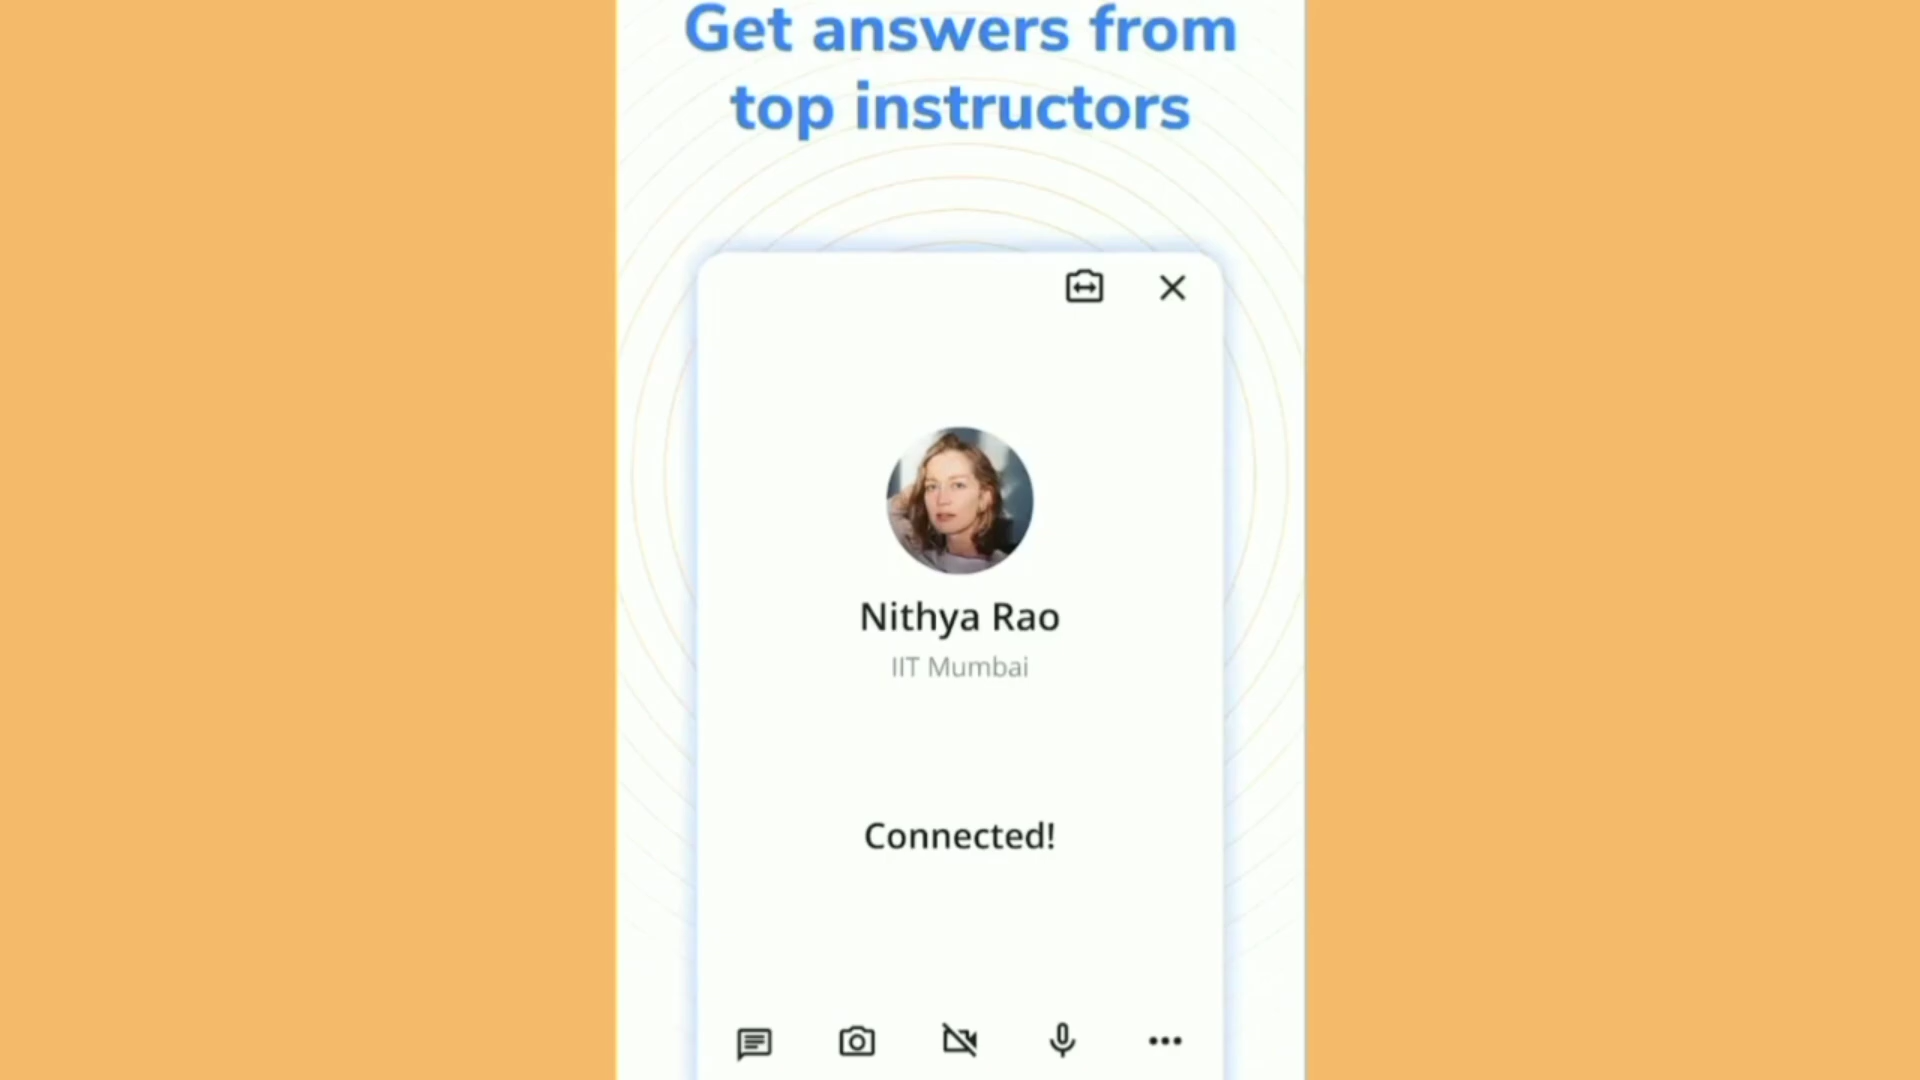 Get answers from
top instructors
Nithya Rao
IIT Mumbai
Connected!